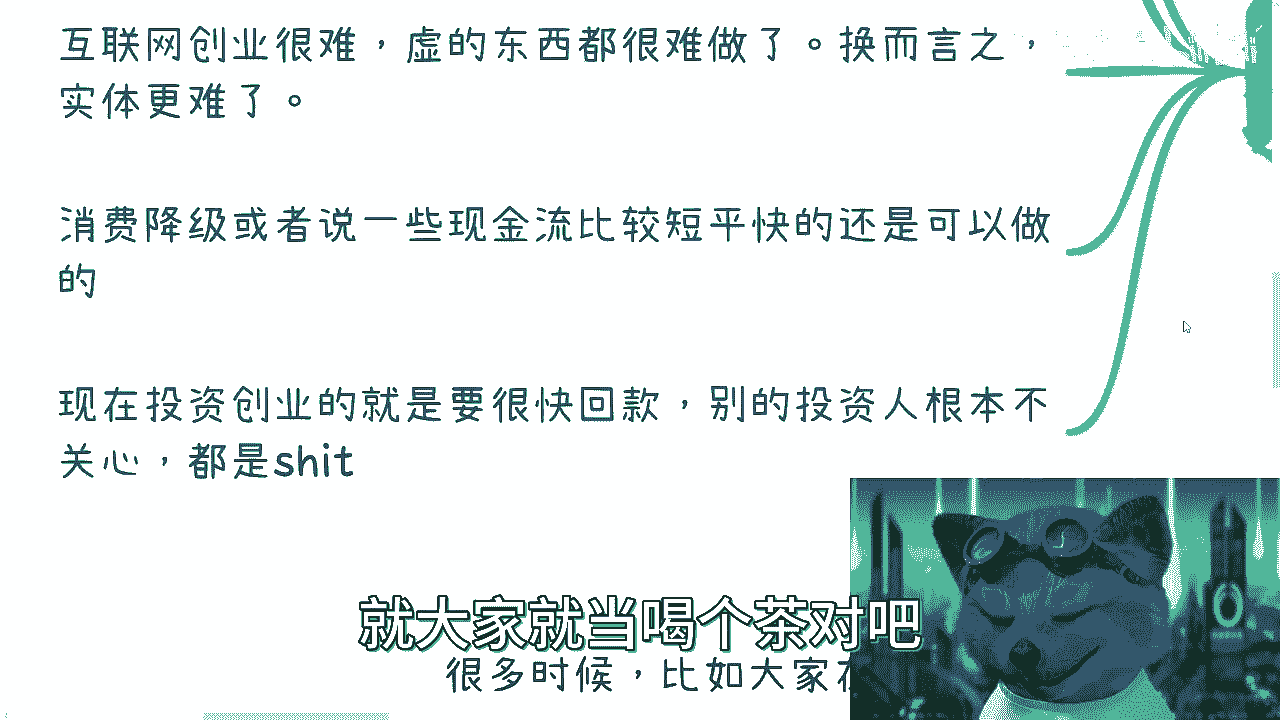 互联网创业很难，虚的东西都很难做了。换而言之，
实体更难了。
消费降级或者说一些现金流比较短平快的还是可以做
的
现在投资创业的就是要很快回款，别的投资人根本不
关心，都是shit
就大家就当喝个茶对吧
很多时候，比如大家